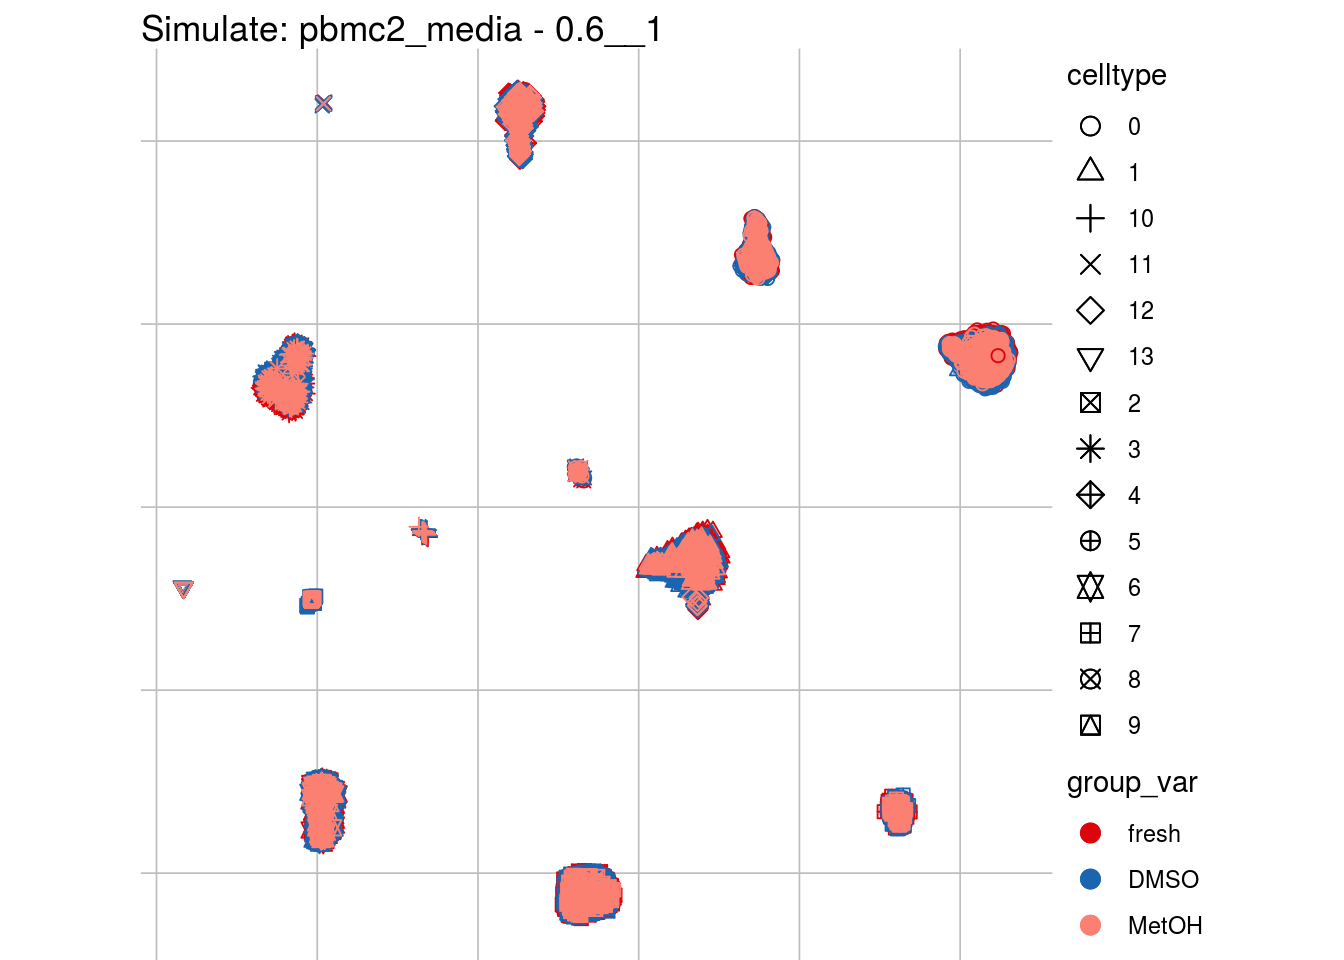 Simulate: pbmc2_media - 0.6__1
celltype
0
1
10
11
12
13
2
3
4
5
6
7
8
9
group_var
fresh
DMSO
MetOH